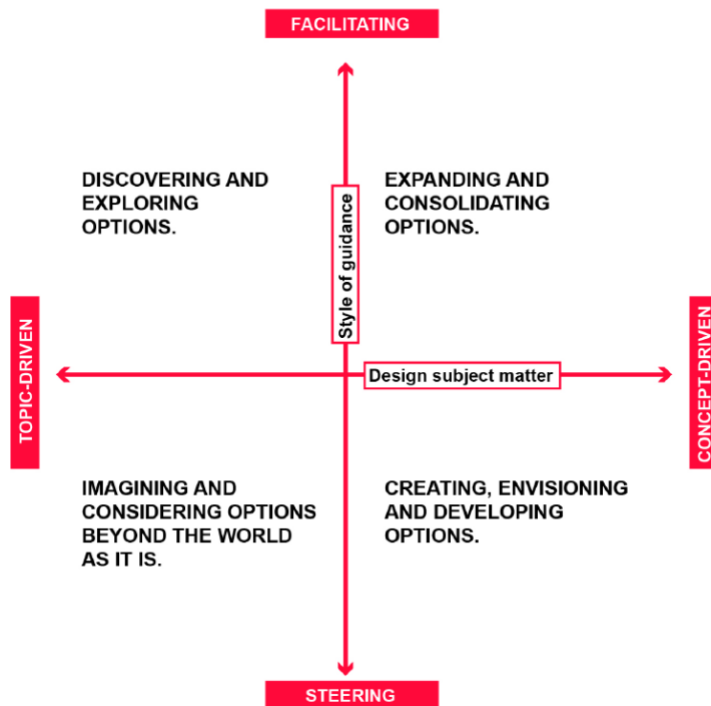 FACILITATING
DISCOVERING AND
EXPLORING
OPTIONS.
Style of guidance
EXPANDING AND
CONSOLIDATING
OPTIONS.
TOPIC-DRIVEN
Design subject matter
CONCEPT-DRIVEN
IMAGINING AND
CONSIDERING OPTIONS
BEYOND THE WORLD
AS IT IS.
CREATING, ENVISIONING
AND DEVELOPING
OPTIONS.
STEERING